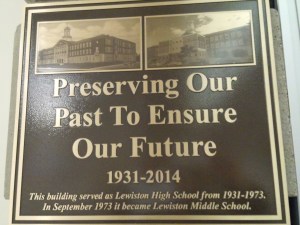 Preserving Our
Past To Ensure
Our Future
1931-2014
This building served as Lewiston High School from 1931-1973.
In September 1973 it became Lewiston Middle School.